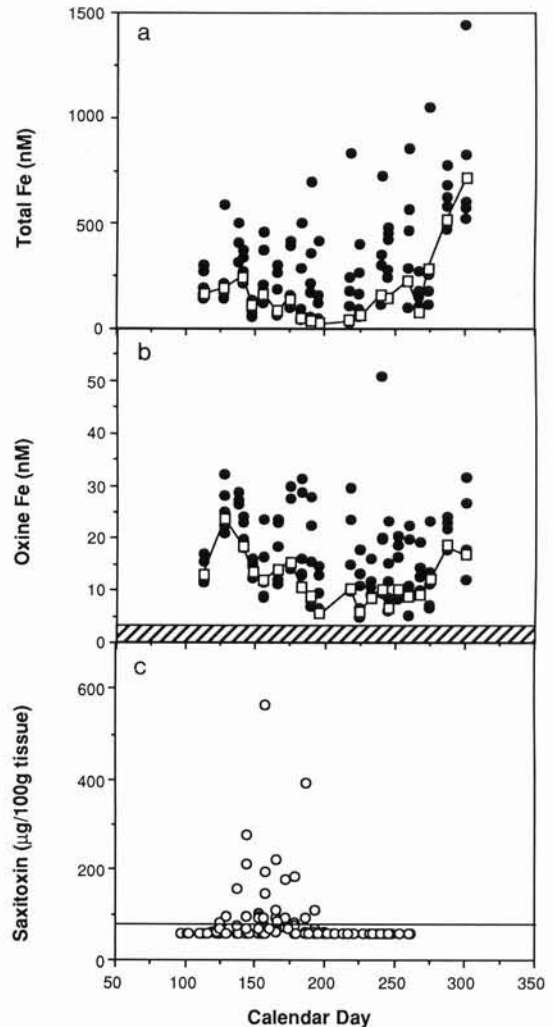 a
1500
1000
500
0
Total Fe (nM)
b
50
40
30
20
10
0
Oxine Fe (nM)
c
600
400
200
0
Saxitoxin (µg/100g tissue)
50 100 150 200 250 300 350
Calendar Day